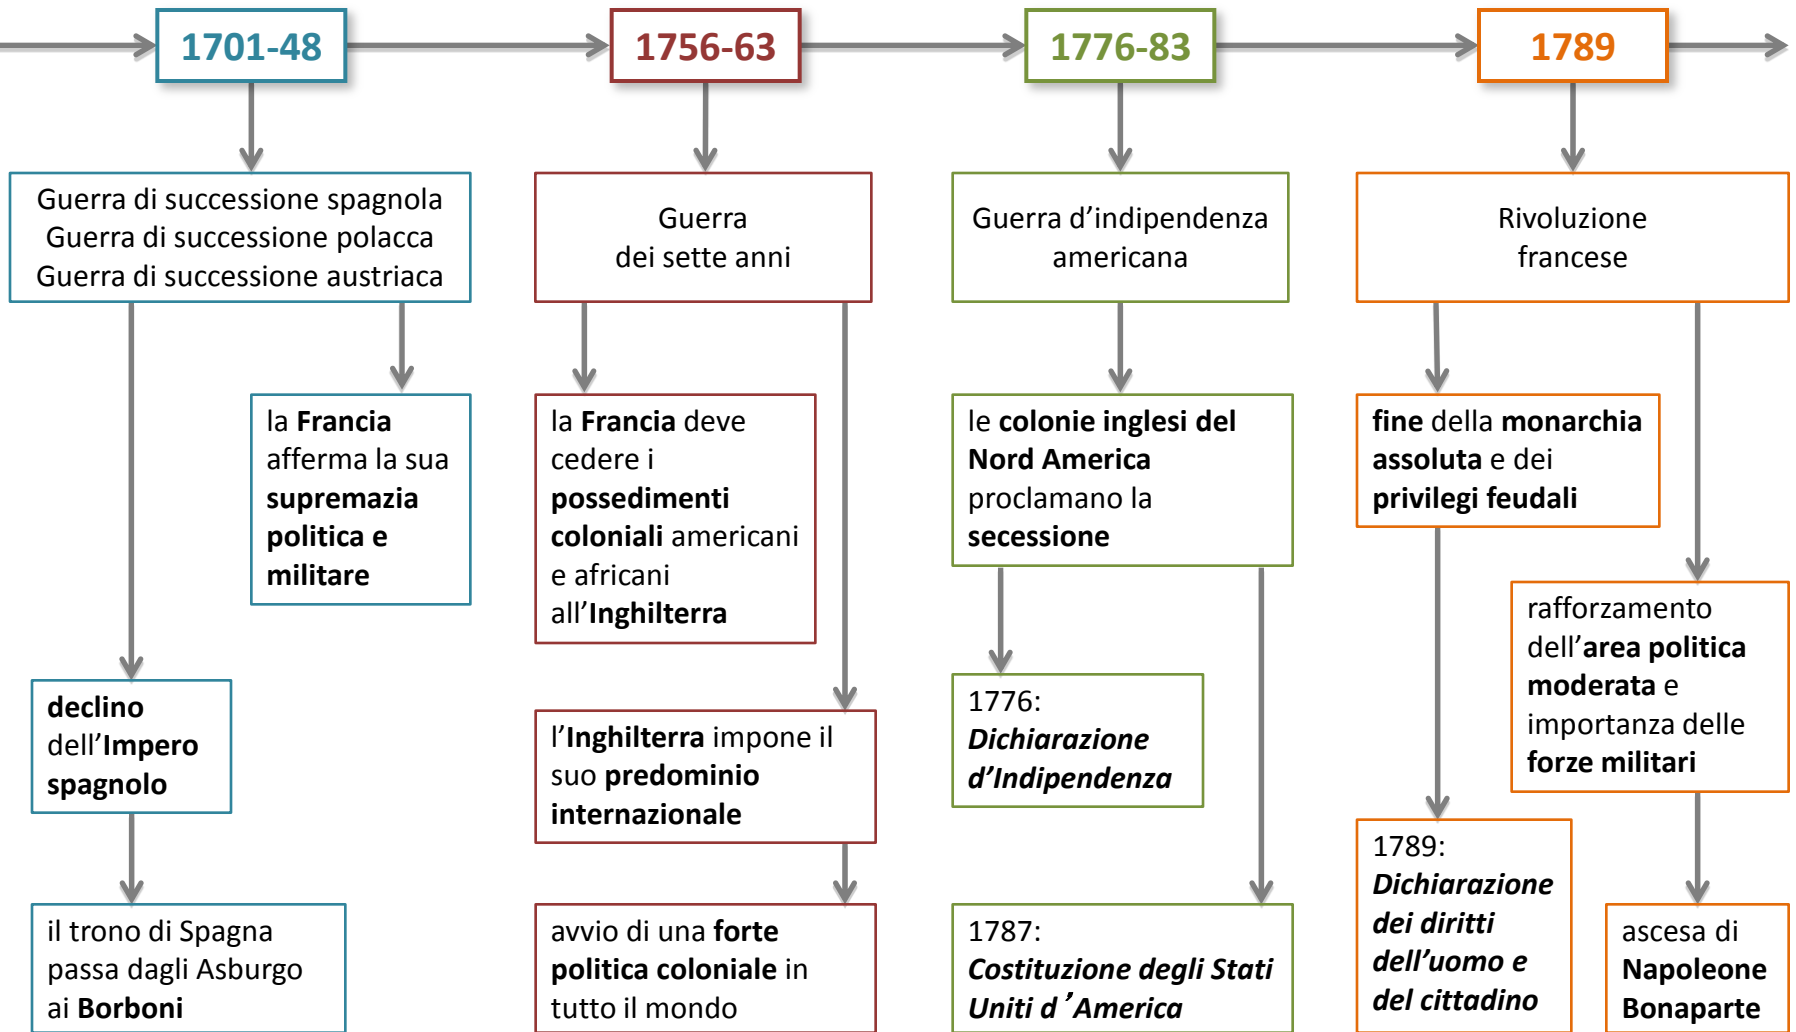 1701-48
1756-63
1776-83
1789
Guerra di successione spagnola
Guerra di successione polacca
Guerra di successione austriaca
Guerra
dei sette anni
Guerra d’indipendenza
americana
Rivoluzione
francese
la Francia
afferma la sua
supremazia
politica e
militare
la Francia deve
cedere i
possedimenti
coloniali americani
e africani
all’Inghilterra
le colonie inglesi del
Nord America
proclamano la
secessione
fine della monarchia
assoluta e dei
privilegi feudali
rafforzamento
dell’area politica
moderata e
importanza delle
forze militari
declino
dell’Impero
spagnolo
l’Inghilterra impone il
suo predominio
internazionale
1776:
Dichiarazione
d’Indipendenza
1789:
Dichiarazione
dei diritti
dell’uomo e
del cittadino
il trono di Spagna
passa dagli Asburgo
ai Borboni
avvio di una forte
politica coloniale in
tutto il mondo
1787:
Costituzione degli Stati
Uniti d’America
ascesa di
Napoleone
Bonaparte